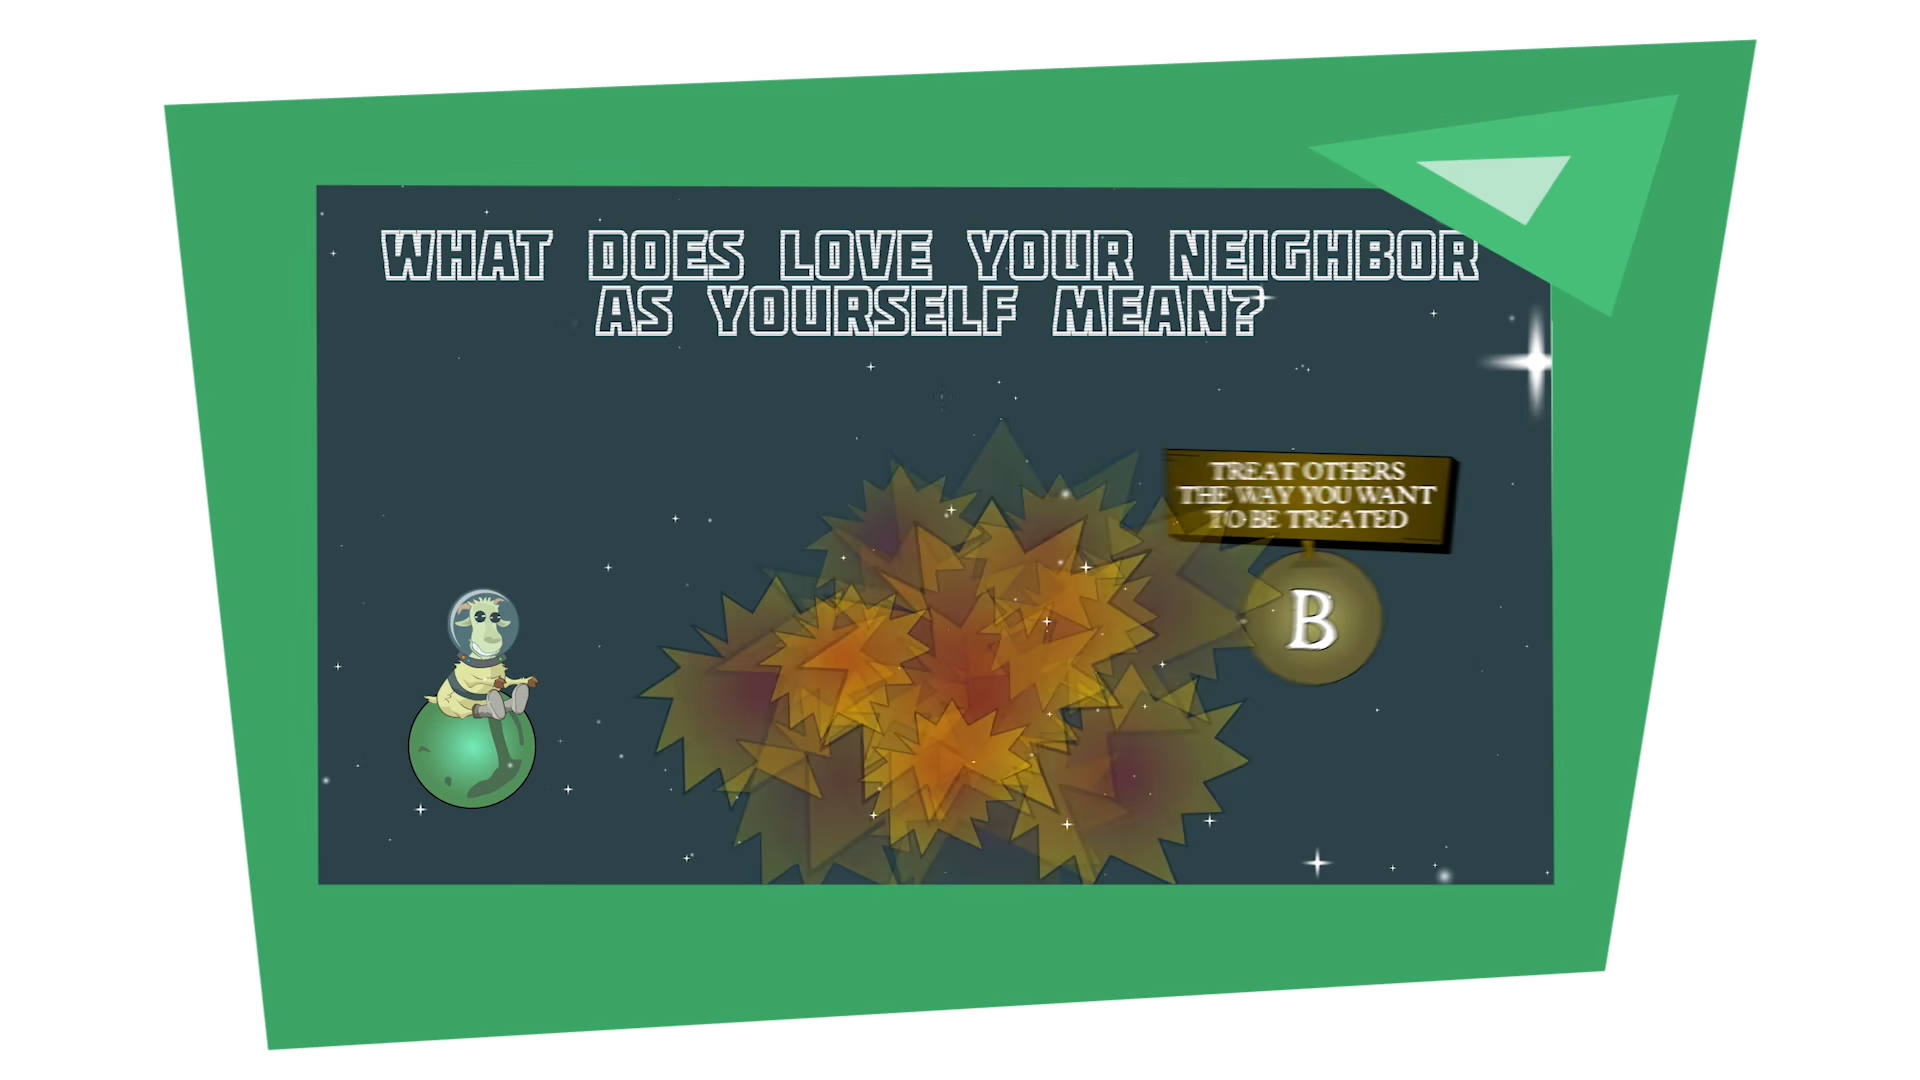 WHAT DOES LOVE YOUR NEIGHBOR
AS YOURSELF MEAN?
TREAT OTHERS
THE WAY YOU WANT
TO BE TREATED
B